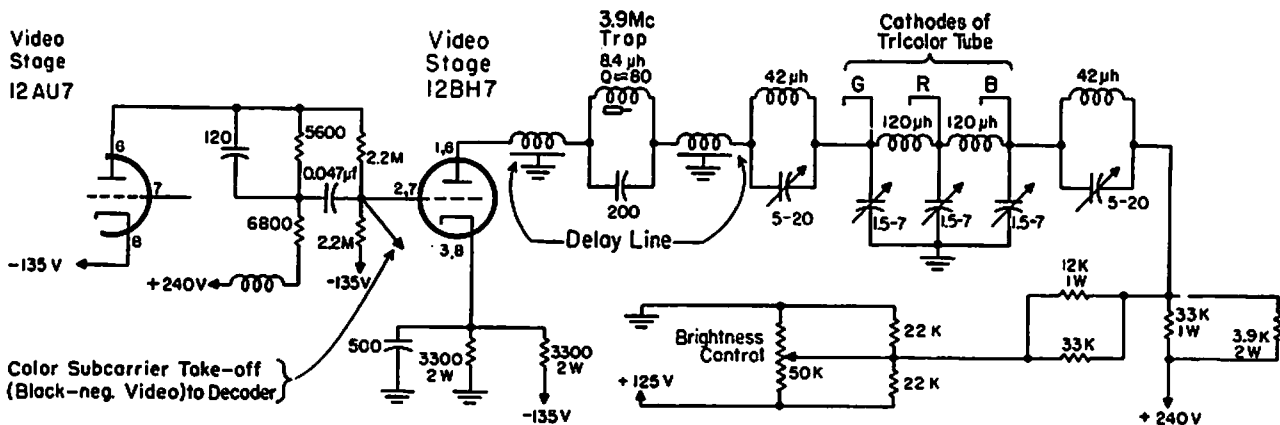 Video
Stage
12AU7
6
7
8
-135 V
120
5600
6800
+240V
0.047µf
2.2M
2.2M
-135V
Color Subcarrier Take-off
(Black-neg. Video) to Decoder
Video
Stage
12BH7
1,6
2,7
3,8
500
3300
2W
3300
2W
-135V
3.9Mc
Trap
8.4 µh
Q=80
200
Delay Line
42µh
5-20
Cathodes of
Tricolor Tube
G
R
B
120µh
120µh
1.5-7
1.5-7
1.5-7
42µh
5-20
Brightness
Control
50K
+125 V
22 K
22 K
12K
1W
33K
33K
1W
3.9K
2W
+ 240V